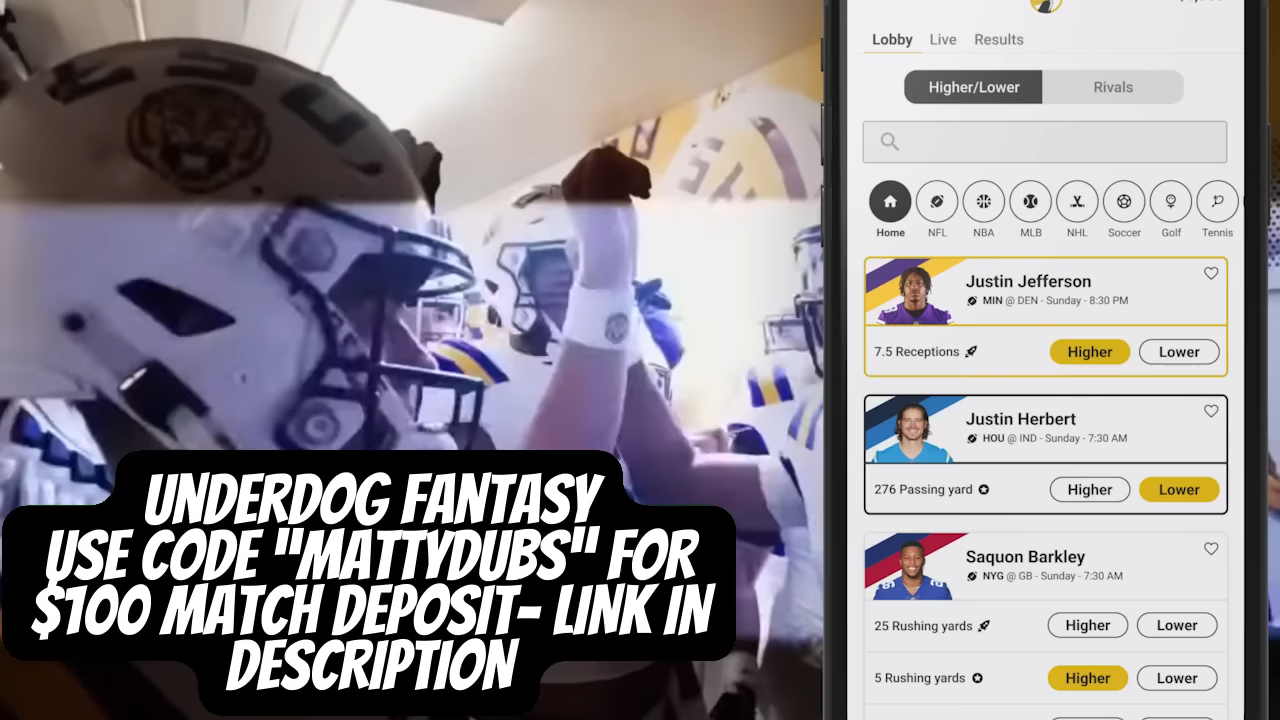 UNDERDOG FANTASY
USE CODE "MATTYDUBS" FOR
$100 MATCH DEPOSIT- LINK IN
DESCRIPTION
Lobby Live Results
Higher/Lower Rivals
Home NFL NBA MLB NHL Soccer Golf Tennis
Justin Jefferson
MIN @ DEN - Sunday - 8:30 PM
7.5 Receptions Higher Lower
Justin Herbert
HOU @ IND - Sunday - 7:30 AM
276 Passing yard Higher Lower
Saquon Barkley
NYG @ GB - Sunday - 7:30 AM
25 Rushing yards Higher Lower
5 Rushing yards Higher Lower